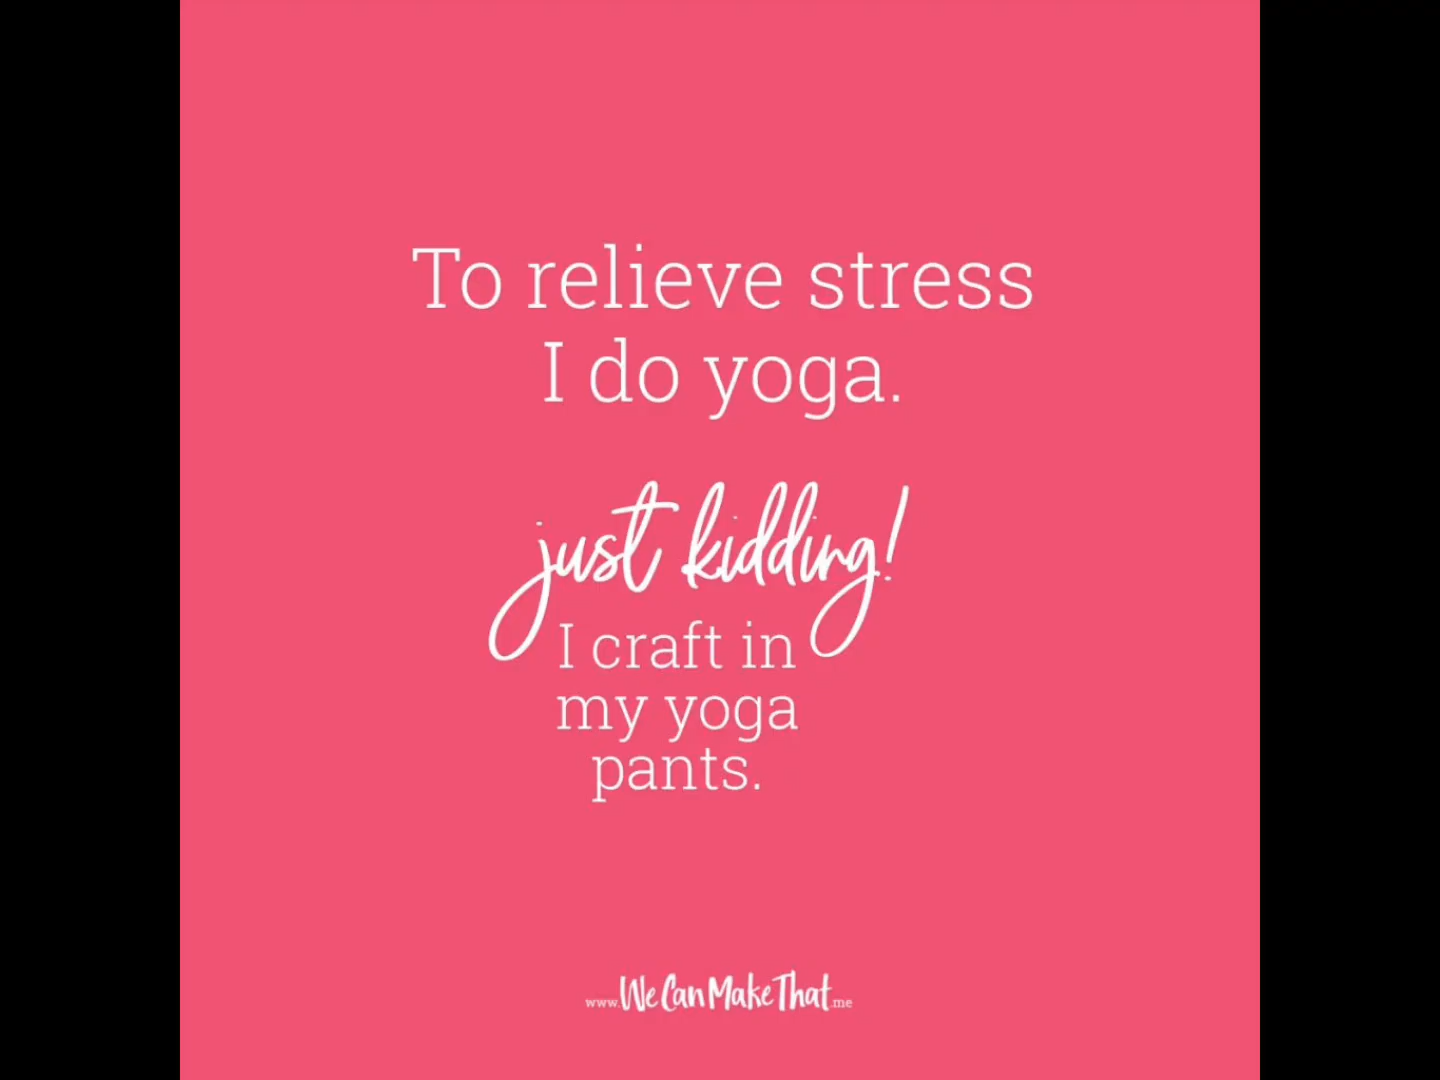 To relieve stress
I do yoga.
just kidding!
I craft in
my yoga
pants.
www.WeCanMakeThat.me